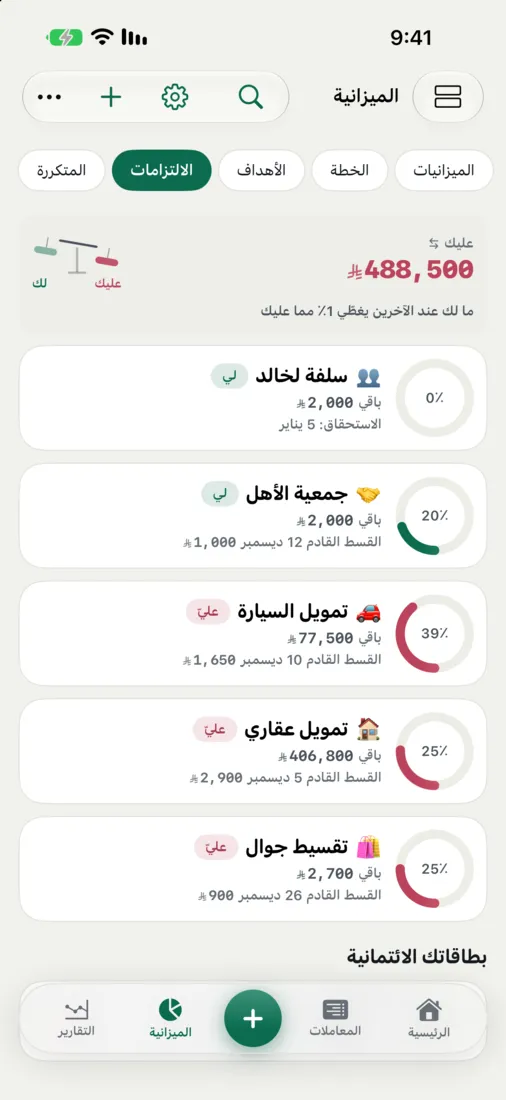 9:41
الميزانية
الميزانيات
الخطة
الأهداف
الالتزامات
المتكررة
عليك
488,500
ما لك عند الآخرين يغطّي 1٪ مما عليك
عليك
لك
0٪
سلفة لخالد
لي
باقي 2,000
الاستحقاق: 5 يناير
20٪
جمعية الأهل
لي
باقي 2,000
القسط القادم 12 ديسمبر 1,000
39٪
تمويل السيارة
عليّ
باقي 77,500
القسط القادم 10 ديسمبر 1,650
25٪
تمويل عقاري
عليّ
باقي 406,800
القسط القادم 5 ديسمبر 2,900
25٪
تقسيط جوال
عليّ
باقي 2,700
القسط القادم 26 ديسمبر 900
بطاقاتك الائتمانية
الرئيسية
المعاملات
الميزانية
التقارير